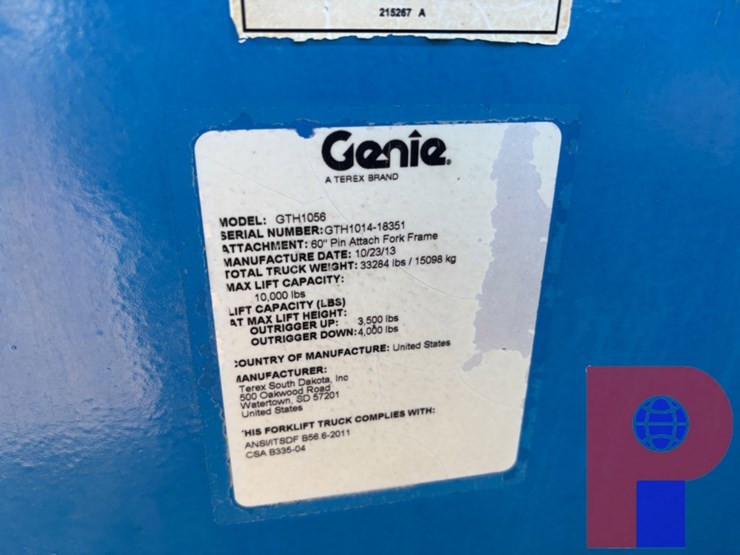 215267 A
Genie.
A TEREX BRAND
MODEL: GTH1056
SERIAL NUMBER:GTH1014-18351
ATTACHMENT: 60" Pin Attach Fork Frame
MANUFACTURE DATE: 10/23/13
TOTAL TRUCK WEIGHT: 33284 lbs / 15098 kg
MAX LIFT CAPACITY:
10,000 lbs
LIFT CAPACITY (LBS)
AT MAX LIFT HEIGHT:
OUTRIGGER UP: 3,500 lbs
OUTRIGGER DOWN:4,000 lbs
COUNTRY OF MANUFACTURE: United States
MANUFACTURER:
Terex South Dakota, Inc
500 Oakwood Road
Watertown, SD 57201
United States
HIS FORKLIFT TRUCK COMPLIES WITH:
ANSI/ITSDF B56.6-2011
CSA B335-04